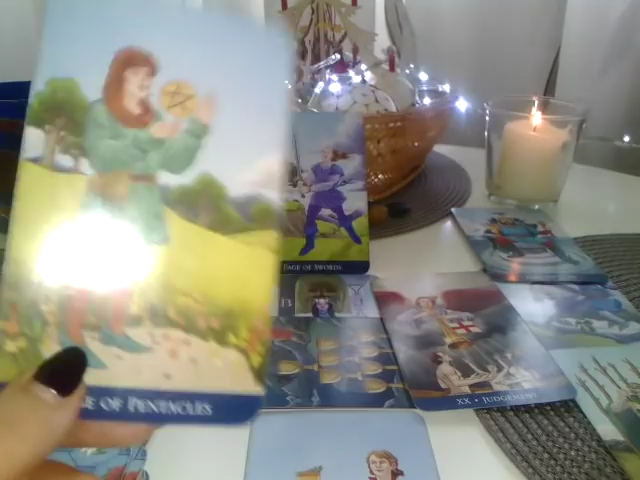 PAGE OF SWORDS
B
XX • JUDGEMENT
E OF PENTACLES